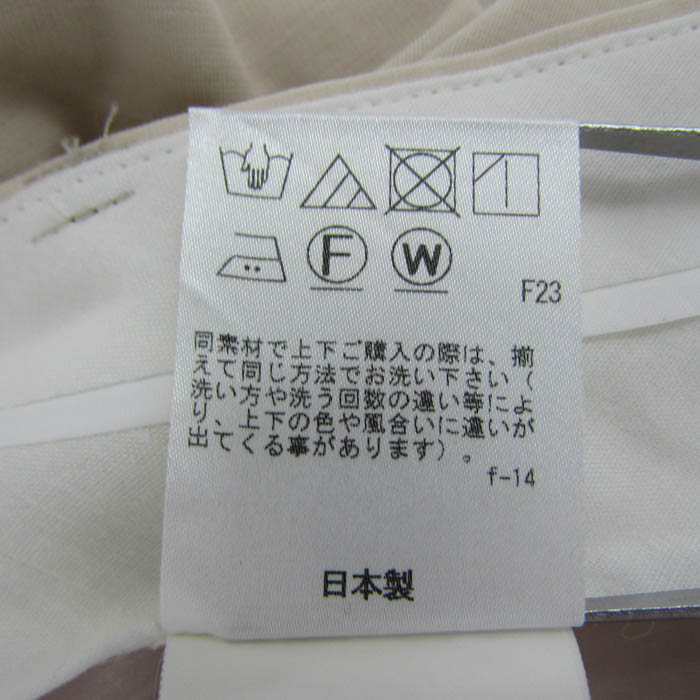 F W
F23
同素材で上下ご購入の際は、揃
えて同じ方法でお洗い下さい（
洗い方や洗う回数の違い等によ
り、上下の色や風合いに違いが
出てくる事があります）。
f-14
日本製